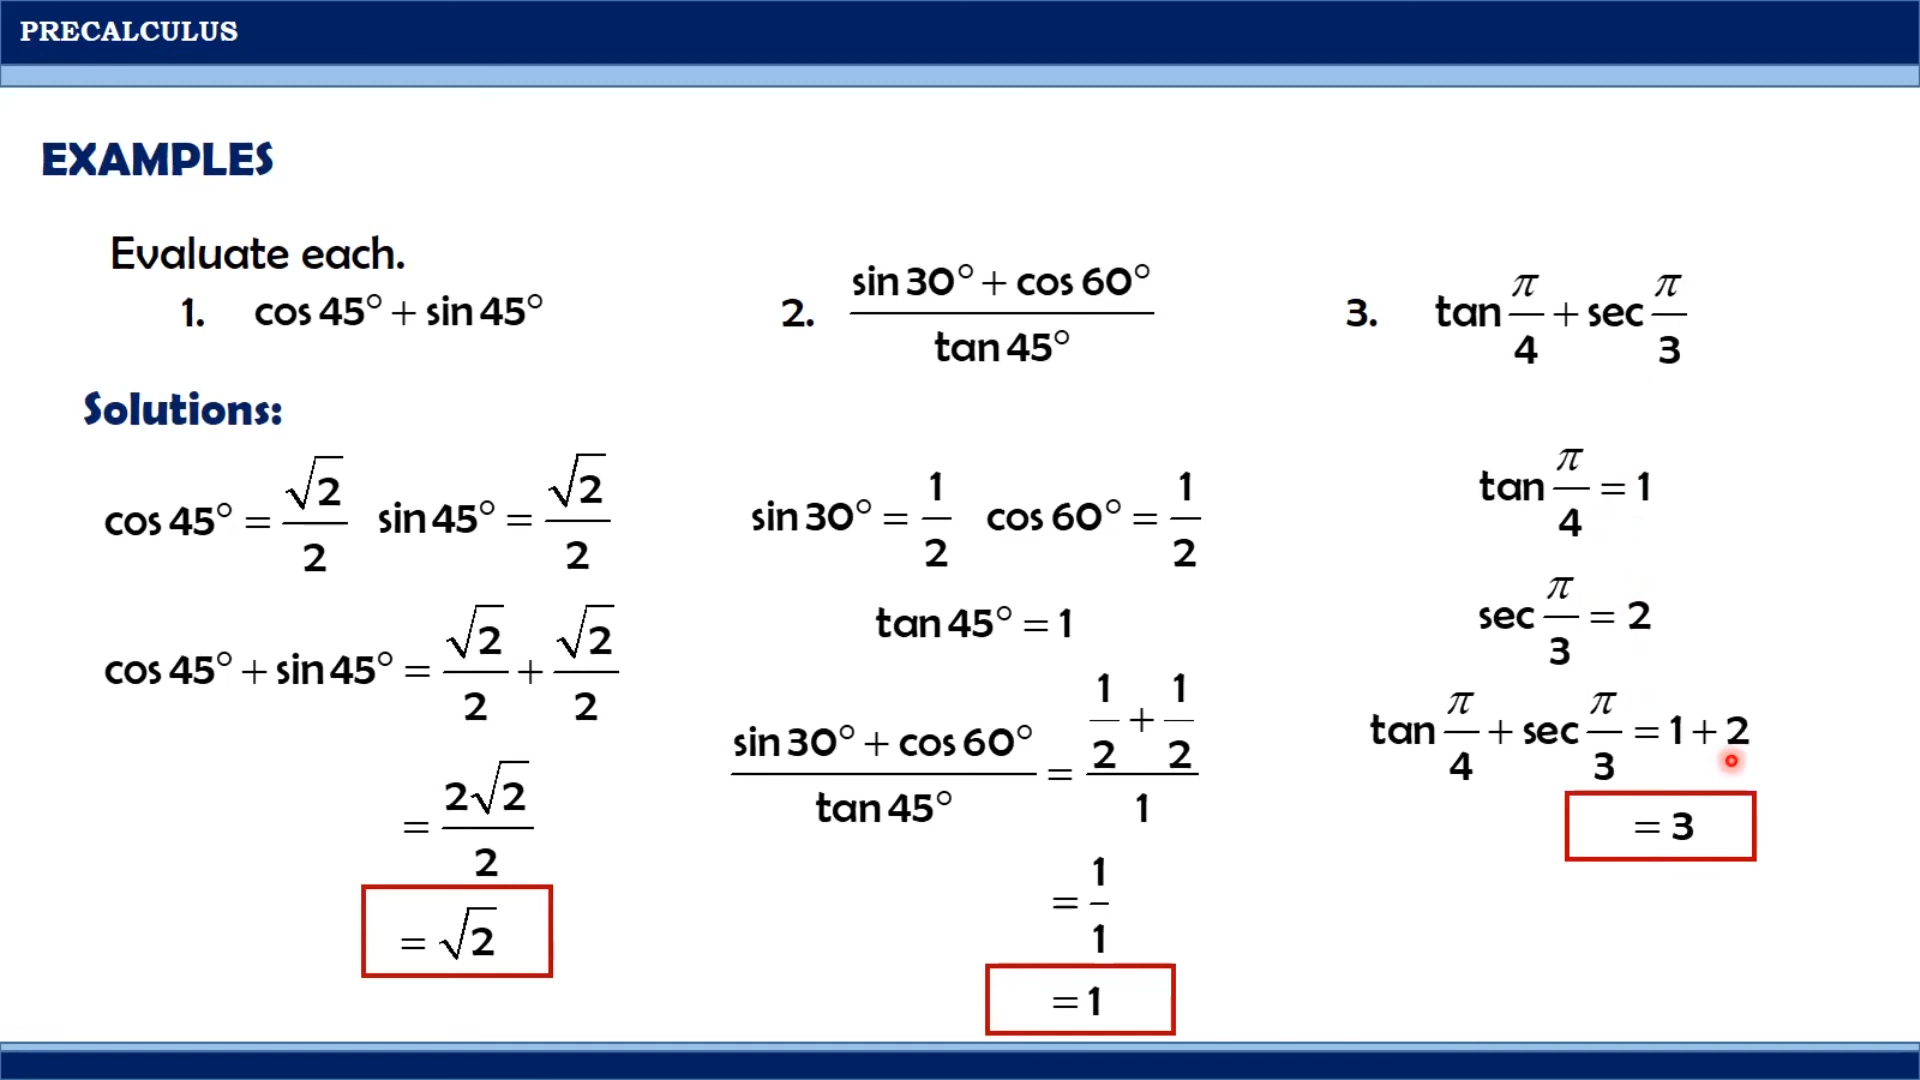 PRECALCULUS
EXAMPLES
Evaluate each.
1. cos 45° + sin 45°
2. (sin 30° + cos 60°) / tan 45°
3. tan π/4 + sec π/3
Solutions:
cos 45° = √2/2 sin 45° = √2/2
cos 45° + sin 45° = √2/2 + √2/2
= 2√2/2
= √2
sin 30° = 1/2 cos 60° = 1/2
tan 45° = 1
(sin 30° + cos 60°) / tan 45° = (1/2 + 1/2) / 1
= 1/1
= 1
tan π/4 = 1
sec π/3 = 2
tan π/4 + sec π/3 = 1 + 2
= 3